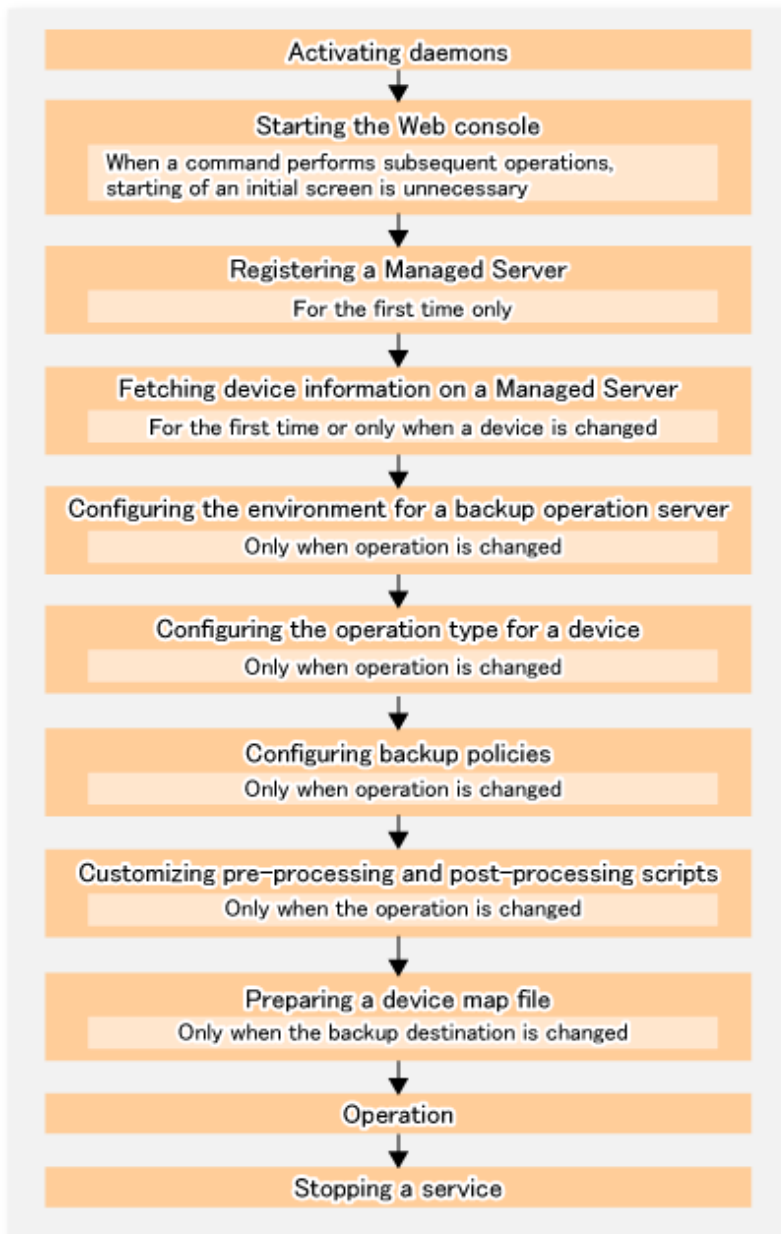 Activating daemons
Starting the Web console
When a command performs subsequent operations,
starting of an initial screen is unnecessary
Registering a Managed Server
For the first time only
Fetching device information on a Managed Server
For the first time or only when a device is changed
Configuring the environment for a backup operation server
Only when operation is changed
Configuring the operation type for a device
Only when operation is changed
Configuring backup policies
Only when operation is changed
Customizing pre-processing and post-processing scripts
Only when the operation is changed
Preparing a device map file
Only when the backup destination is changed
Operation
Stopping a service